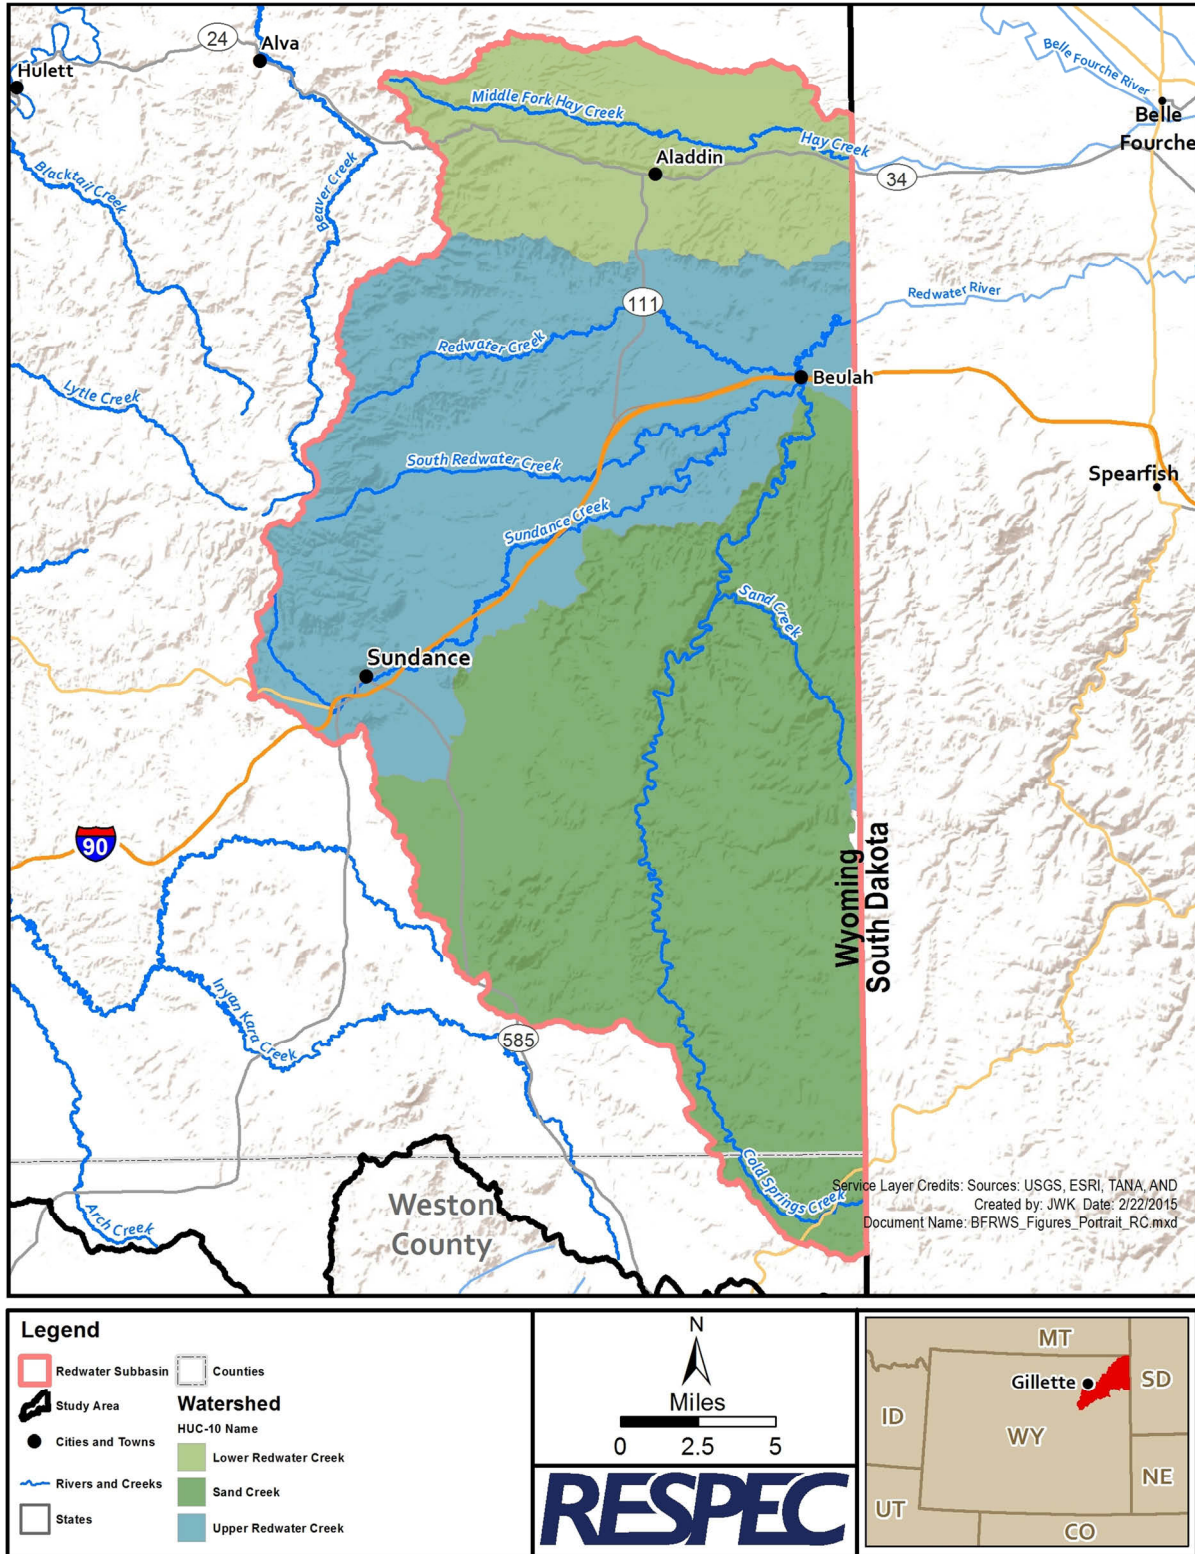 24
Alva
Hulett
Middle Fork Hay Creek
Hay Creek
Belle Fourche River
Belle
Fourche
Aladdin
34
Blacktail Creek
Beaver Creek
Redwater River
111
Redwater Creek
Beulah
Lytle Creek
South Redwater Creek
Spearfish
Sundance Creek
Sand Creek
Sundance
90
Wyoming
South Dakota
Inyan Kara Creek
585
Cold Springs Creek
Weston
County
Arch Creek
Service Layer Credits: Sources: USGS, ESRI, TANA, AND
Created by: JWK Date: 2/22/2015
Document Name: BFRWS_Figures_Portrait_RC.mxd
Legend
Redwater Subbasin
Study Area
Cities and Towns
Rivers and Creeks
States
Counties
Watershed
HUC-10 Name
Lower Redwater Creek
Sand Creek
Upper Redwater Creek
N
Miles
0 2.5 5
RESPEC
MT
Gillette
SD
ID
WY
NE
UT
CO